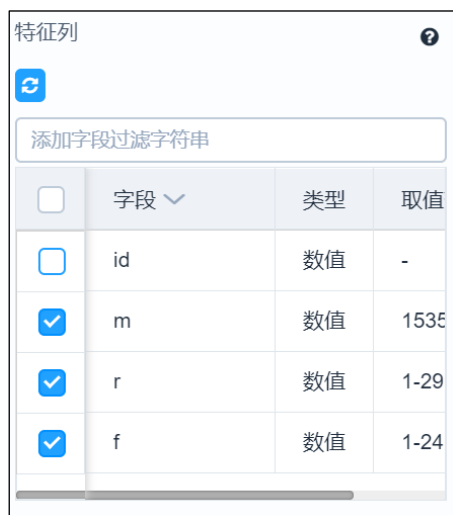 特征列
添加字段过滤字符串
字段 类型 取值
id 数值 -
m 数值 1535
r 数值 1-29
f 数值 1-24